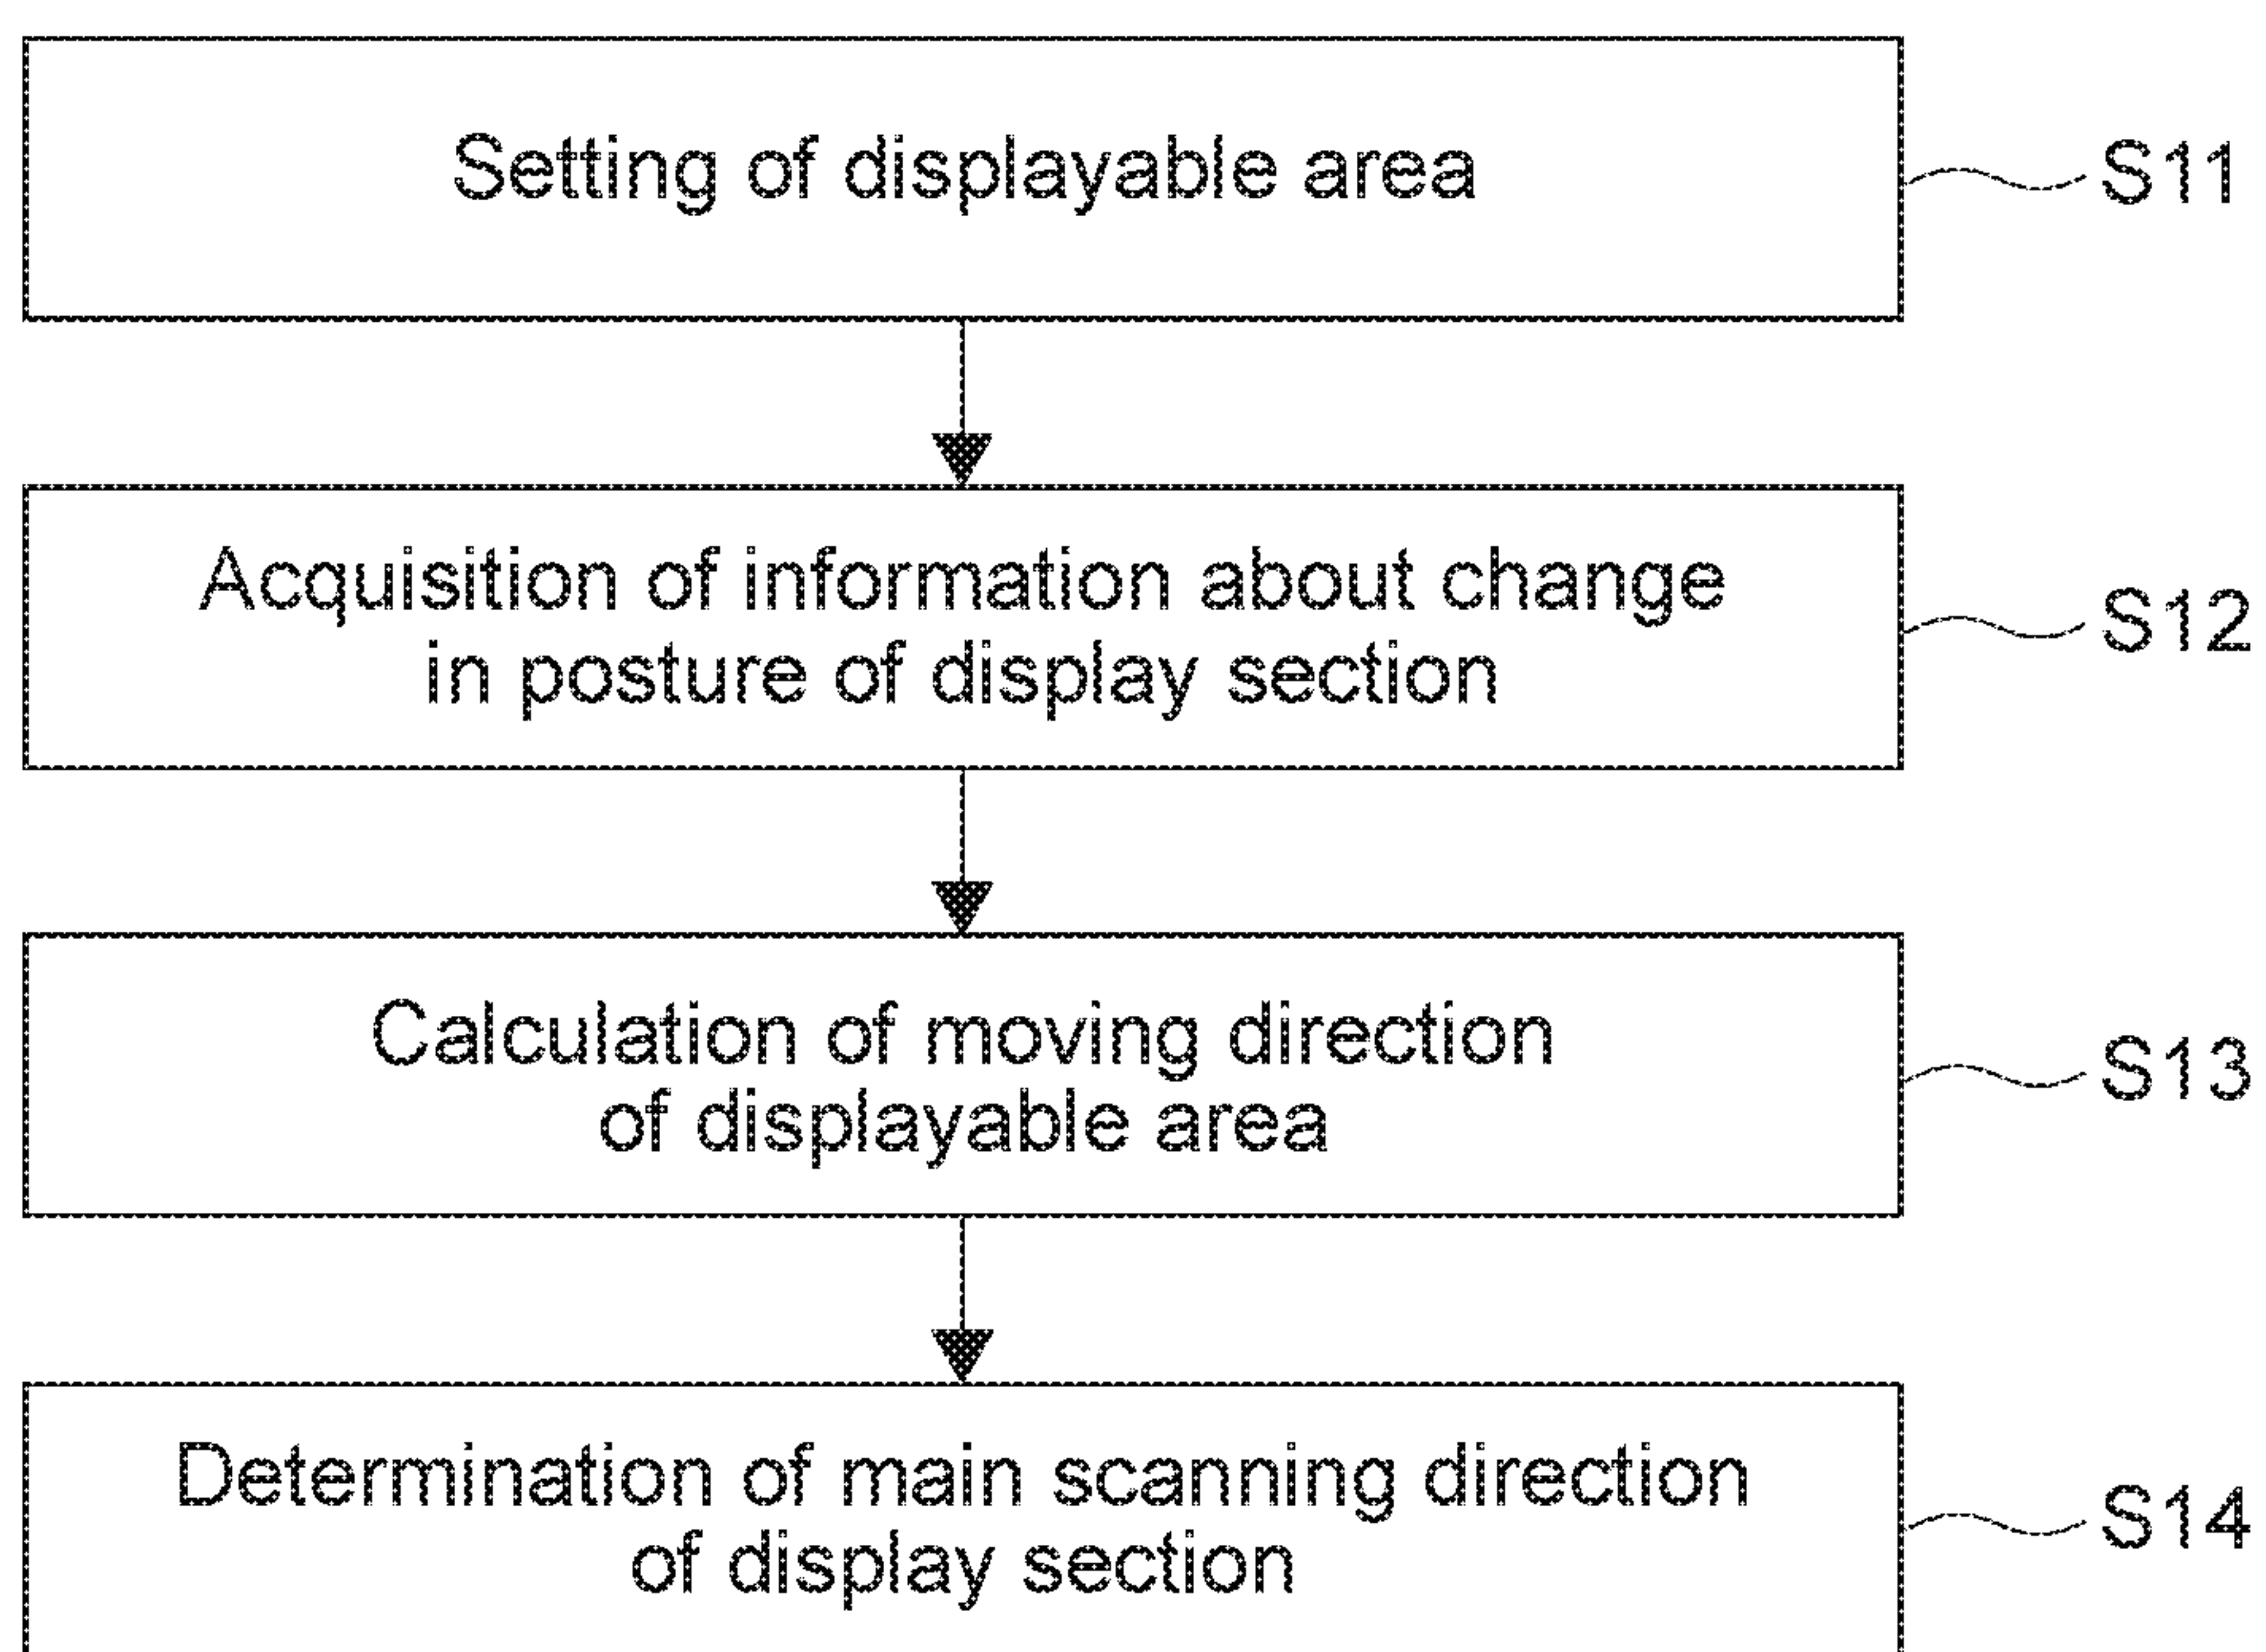 Setting of displayable area
S11
Acquisition of information about change
in posture of display section
S12
Calculation of moving direction
of displayable area
S13
Determination of main scanning direction
of display section
S14